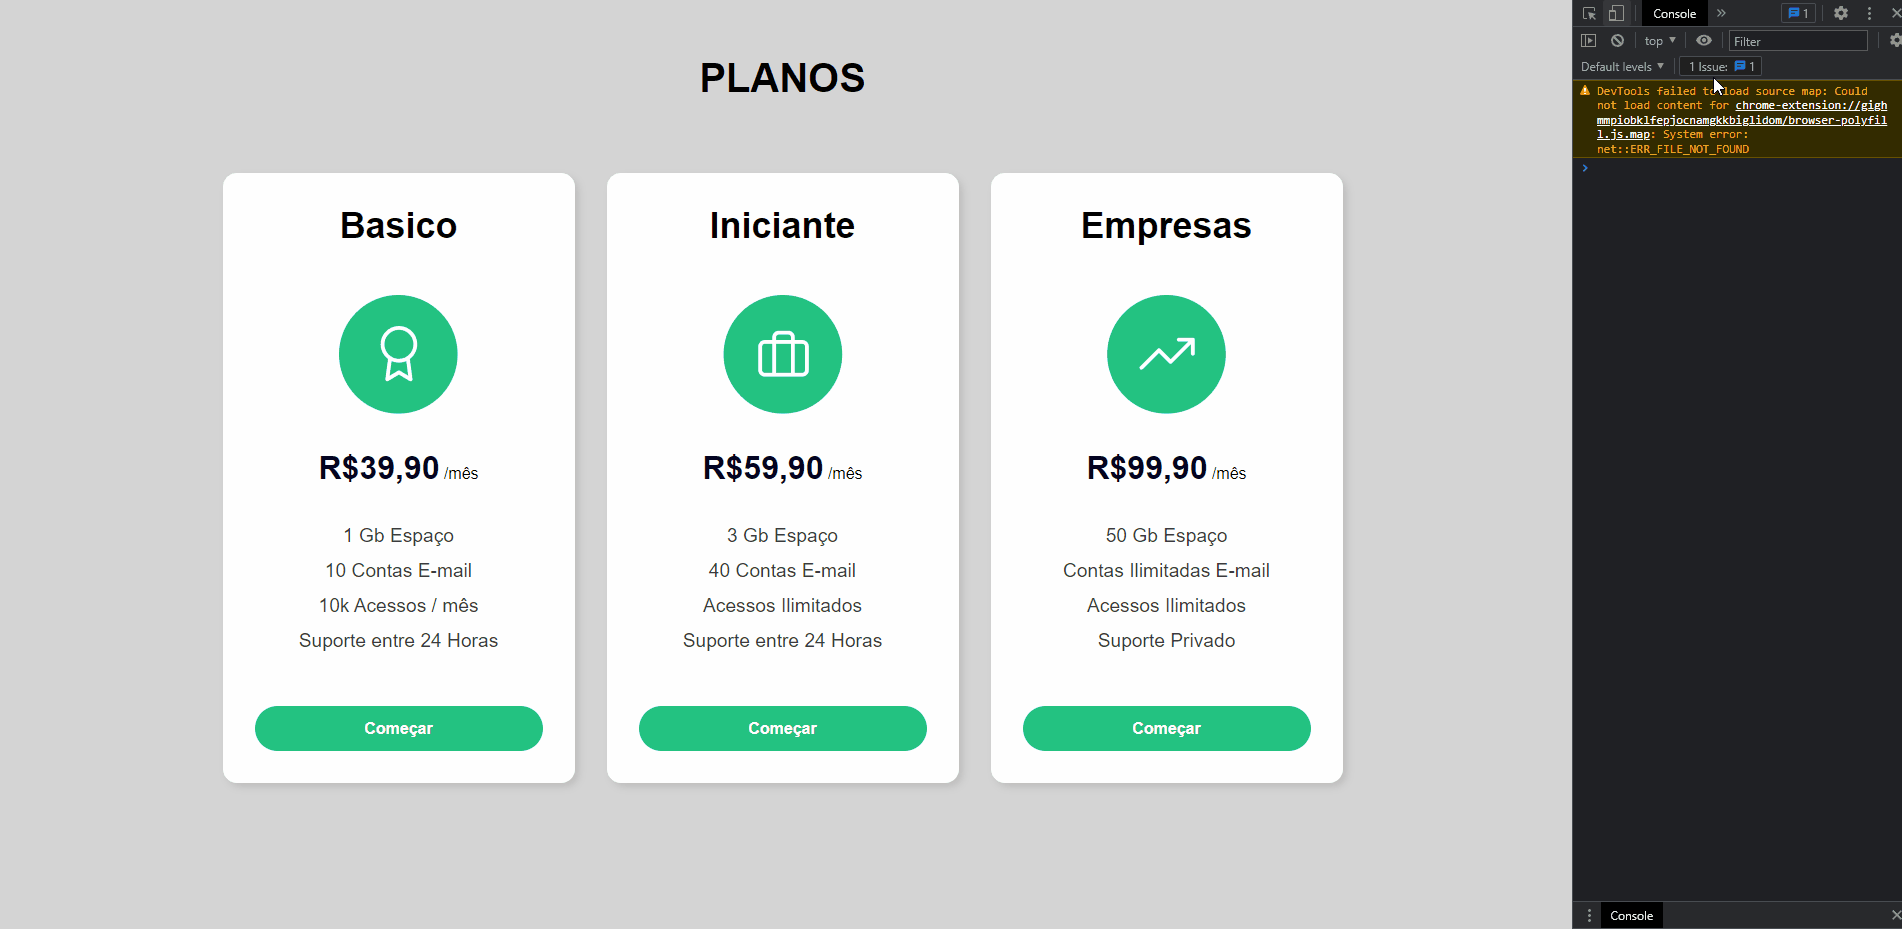 PLANOS
Basico
R$39,90 /mês
1 Gb Espaço
10 Contas E-mail
10k Acessos / mês
Suporte entre 24 Horas
Começar
Iniciante
R$59,90 /mês
3 Gb Espaço
40 Contas E-mail
Acessos Ilimitados
Suporte entre 24 Horas
Começar
Empresas
R$99,90 /mês
50 Gb Espaço
Contas Ilimitadas E-mail
Acessos Ilimitados
Suporte Privado
Começar
Console
1
top
Filter
Default levels
1 Issue: 1
DevTools failed to load source map: Could
not load content for chrome-extension://gigh
mmpiobklfepjocnamgkkbiglidom/browser-polyfil
l.js.map: System error:
net::ERR_FILE_NOT_FOUND
Console